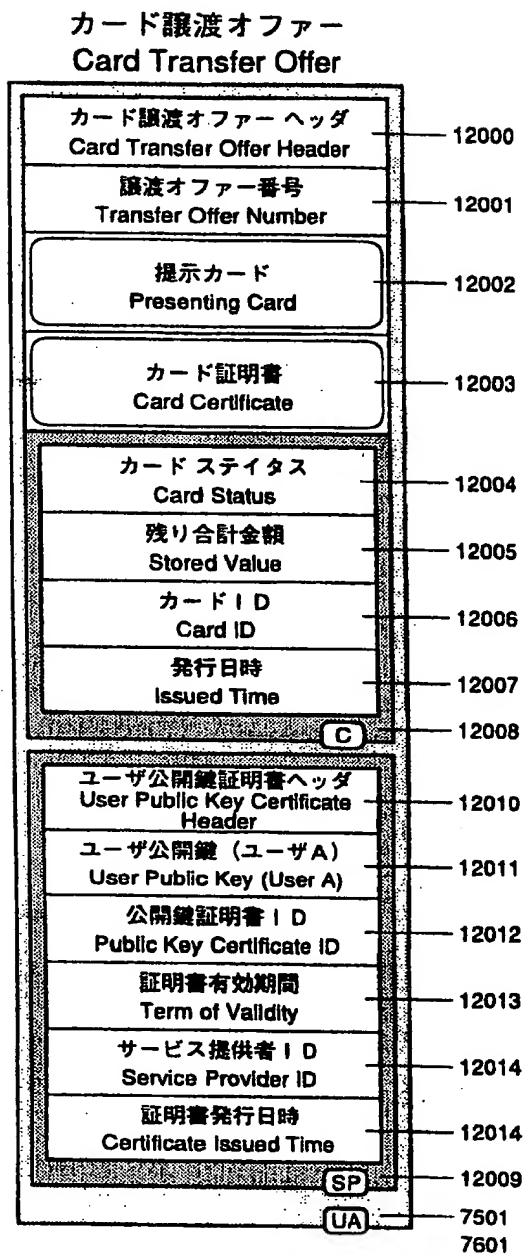 カード譲渡オファー
Card Transfer Offer
カード譲渡オファー ヘッダ
Card Transfer Offer Header
12000
譲渡オファー番号
Transfer Offer Number
12001
提示カード
Presenting Card
12002
カード証明書
Card Certificate
12003
カード ステイタス
Card Status
12004
残り合計金額
Stored Value
12005
カードID
Card ID
12006
発行日時
Issued Time
12007
C
12008
ユーザ公開鍵証明書ヘッダ
User Public Key Certificate
Header
12010
ユーザ公開鍵（ユーザA）
User Public Key (User A)
12011
公開鍵証明書ID
Public Key Certificate ID
12012
証明書有効期間
Term of Validity
12013
サービス提供者ID
Service Provider ID
12014
証明書発行日時
Certificate Issued Time
12014
SP
12009
UA
7501
7601